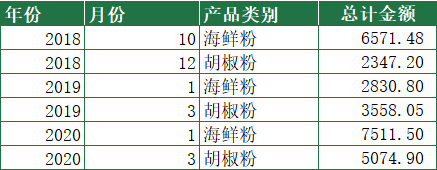 年份 月份 产品类别 总计金额
2018 10 海鲜粉 6571.48
2018 12 胡椒粉 2347.20
2019 1 海鲜粉 2830.80
2019 3 胡椒粉 3558.05
2020 1 海鲜粉 7511.50
2020 3 胡椒粉 5074.90